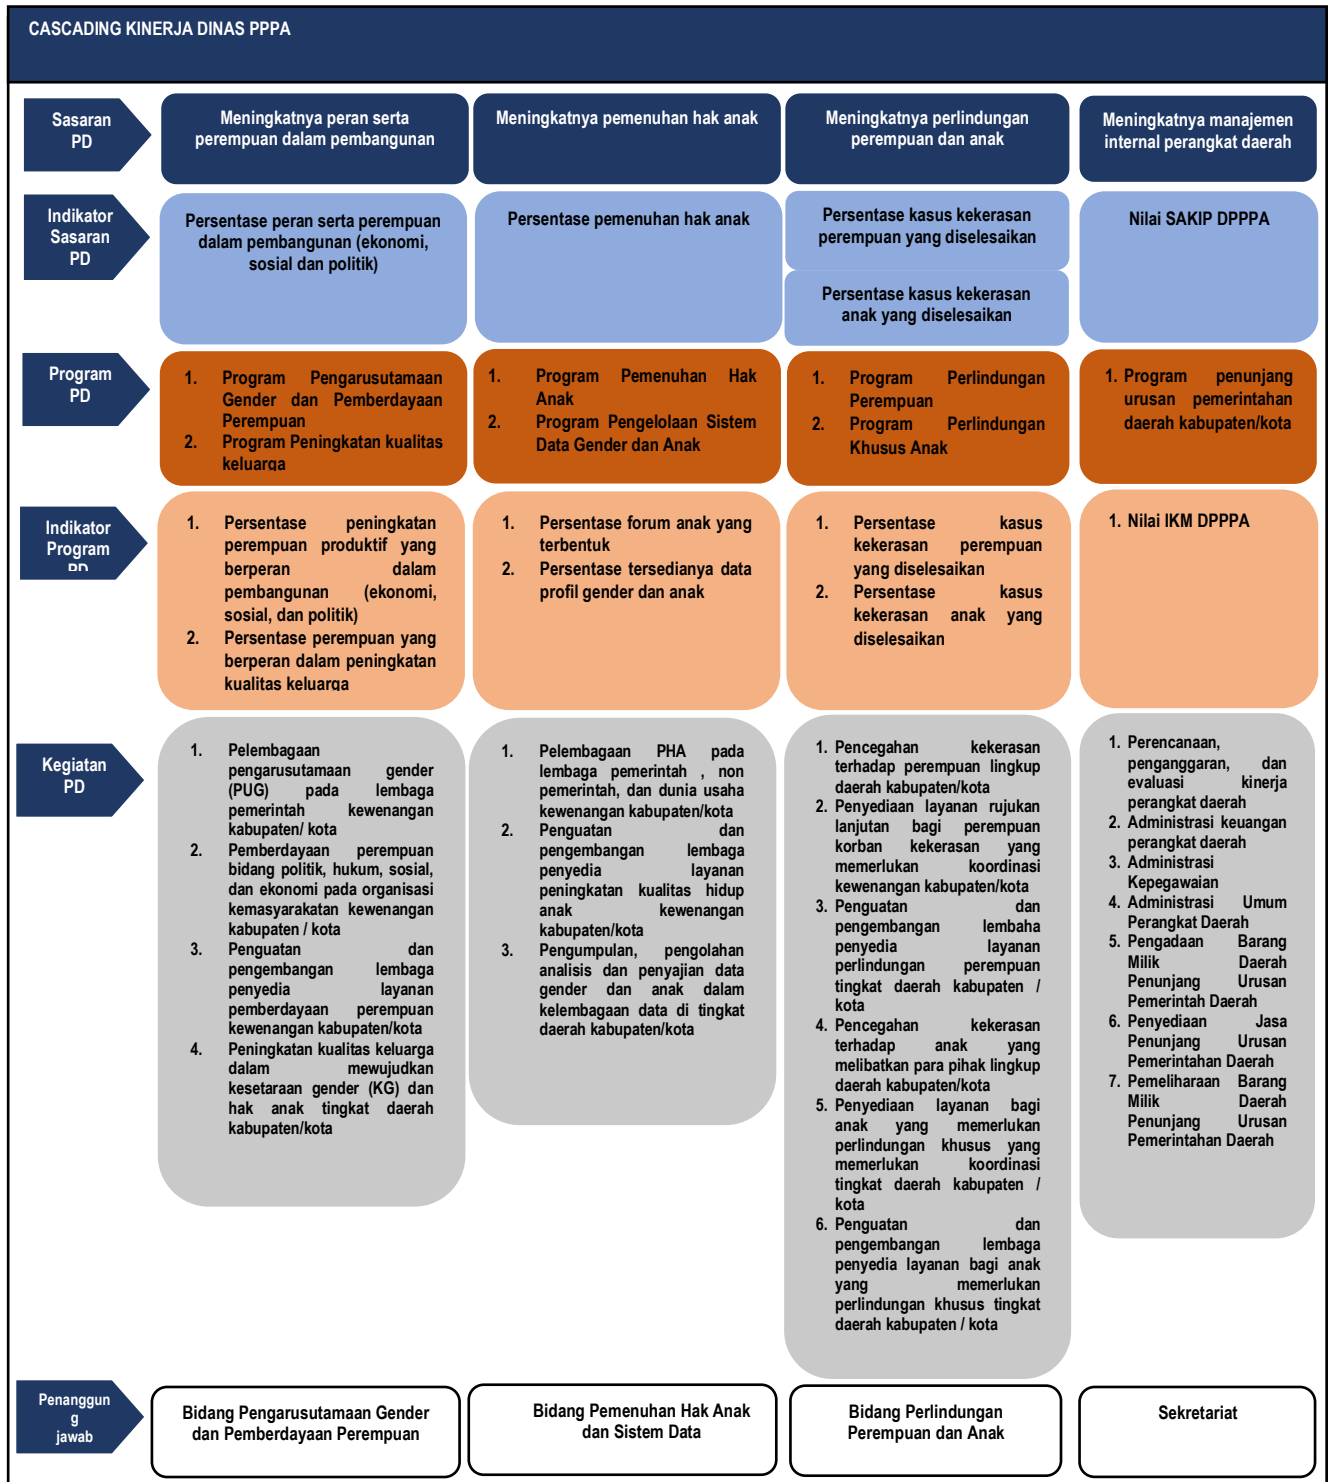 CASCADING KINERJA DINAS PPPA
Sasaran
PD
Meningkatnya peran serta
perempuan dalam pembangunan
Meningkatnya pemenuhan hak anak
Meningkatnya perlindungan
perempuan dan anak
Meningkatnya manajemen
internal perangkat daerah
Indikator
Sasaran
PD
Persentase peran serta perempuan
dalam pembangunan (ekonomi,
sosial dan politik)
Persentase pemenuhan hak anak
Persentase kasus kekerasan
perempuan yang diselesaikan
Persentase kasus kekerasan
anak yang diselesaikan
Nilai SAKIP DPPPA
Program
PD
1. Program Pengarusutamaan
Gender dan Pemberdayaan
Perempuan
2. Program Peningkatan kualitas
keluarga
1. Program Pemenuhan Hak
Anak
2. Program Pengelolaan Sistem
Data Gender dan Anak
1. Program Perlindungan
Perempuan
2. Program Perlindungan
Khusus Anak
1. Program penunjang
urusan pemerintahan
daerah kabupaten/kota
Indikator
Program
PD
1. Persentase peningkatan
perempuan produktif yang
berperan dalam
pembangunan (ekonomi,
sosial, dan politik)
2. Persentase perempuan yang
berperan dalam peningkatan
kualitas keluarga
1. Persentase forum anak yang
terbentuk
2. Persentase tersedianya data
profil gender dan anak
1. Persentase kasus
kekerasan perempuan
yang diselesaikan
2. Persentase kasus
kekerasan anak yang
diselesaikan
1. Nilai IKM DPPPA
Kegiatan
PD
1. Pelembagaan
pengarusutamaan gender
(PUG) pada lembaga
pemerintah kewenangan
kabupaten/ kota
2. Pemberdayaan perempuan
bidang politik, hukum, sosial,
dan ekonomi pada organisasi
kemasyarakatan kewenangan
kabupaten / kota
3. Penguatan dan
pengembangan lembaga
penyedia layanan
pemberdayaan perempuan
kewenangan kabupaten/kota
4. Peningkatan kualitas keluarga
dalam mewujudkan
kesetaraan gender (KG) dan
hak anak tingkat daerah
kabupaten/kota
1. Pelembagaan PHA pada
lembaga pemerintah , non
pemerintah, dan dunia usaha
kewenangan kabupaten/kota
2. Penguatan dan
pengembangan lembaga
penyedia layanan
peningkatan kualitas hidup
anak kewenangan
kabupaten/kota
3. Pengumpulan, pengolahan
analisis dan penyajian data
gender dan anak dalam
kelembagaan data di tingkat
daerah kabupaten/kota
1. Pencegahan kekerasan
terhadap perempuan lingkup
daerah kabupaten/kota
2. Penyediaan layanan rujukan
lanjutan bagi perempuan
korban kekerasan yang
memerlukan koordinasi
kewenangan kabupaten/kota
3. Penguatan dan
pengembangan lembaha
penyedia layanan
perlindungan perempuan
tingkat daerah kabupaten /
kota
4. Pencegahan kekerasan
terhadap anak yang
melibatkan para pihak lingkup
daerah kabupaten/kota
5. Penyediaan layanan bagi
anak yang memerlukan
perlindungan khusus yang
memerlukan koordinasi
tingkat daerah kabupaten /
kota
6. Penguatan dan
pengembangan lembaga
penyedia layanan bagi anak
yang memerlukan
perlindungan khusus tingkat
daerah kabupaten / kota
1. Perencanaan,
penganggaran, dan
evaluasi kinerja
perangkat daerah
2. Administrasi keuangan
perangkat daerah
3. Administrasi
Kepegawaian
4. Administrasi Umum
Perangkat Daerah
5. Pengadaan Barang
Milik Daerah
Penunjang Urusan
Pemerintah Daerah
6. Penyediaan Jasa
Penunjang Urusan
Pemerintahan Daerah
7. Pemeliharaan Barang
Milik Daerah
Penunjang Urusan
Pemerintahan Daerah
Penanggun
g
jawab
Bidang Pengarusutamaan Gender
dan Pemberdayaan Perempuan
Bidang Pemenuhan Hak Anak
dan Sistem Data
Bidang Perlindungan
Perempuan dan Anak
Sekretariat